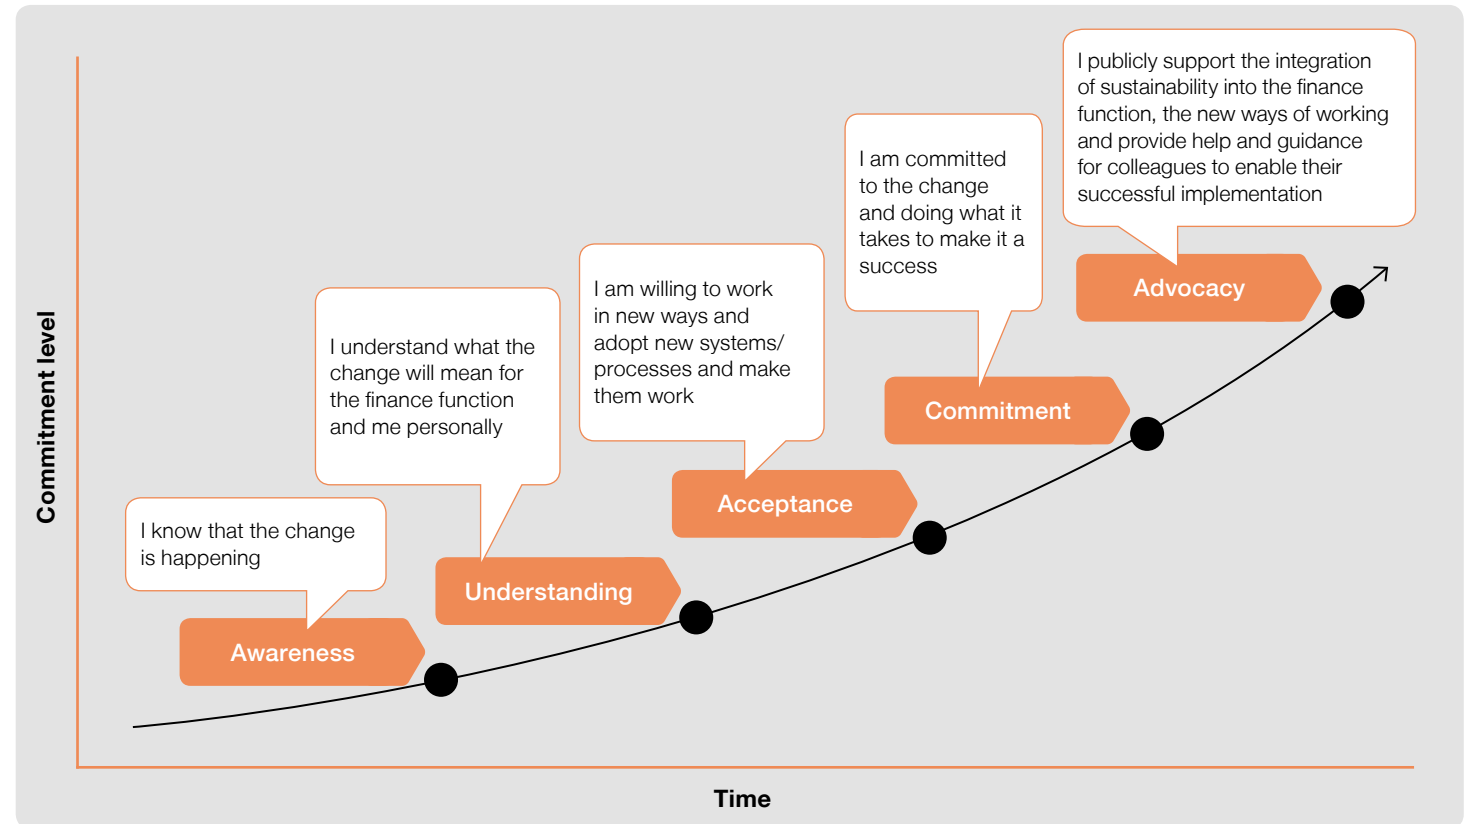 I publicly support the integration
of sustainability into the finance
function, the new ways of working
and provide help and guidance
for colleagues to enable their
successful implementation
Advocacy
I am committed
to the change
and doing what it
takes to make it a
success
Commitment
I am willing to work
in new ways and
adopt new systems/
processes and make
them work
Acceptance
I understand what the
change will mean for
the finance function
and me personally
Understanding
I know that the change
is happening
Awareness
Commitment level
Time